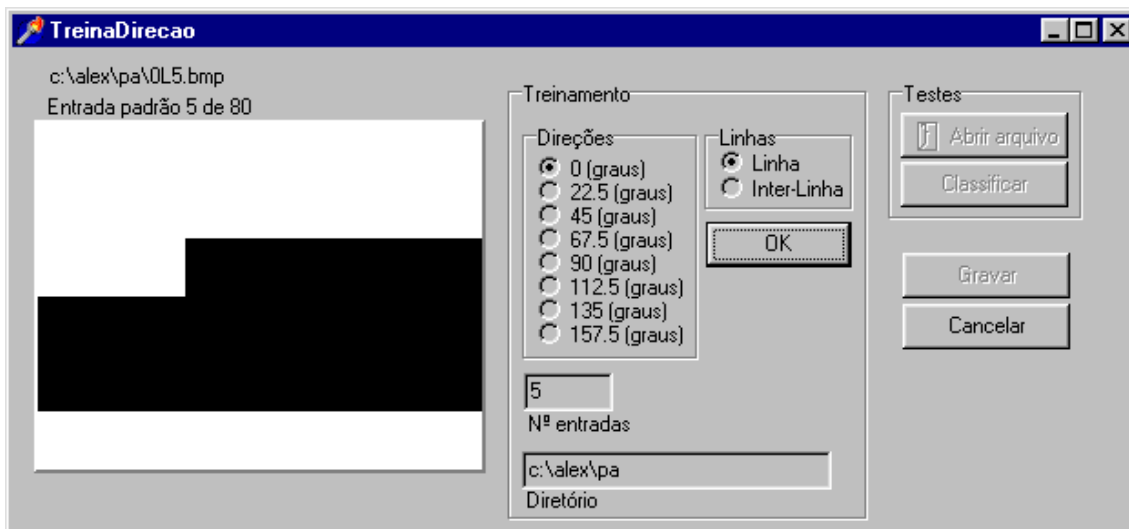 TreinaDirecao
c:\alex\pa\0L5.bmp
Entrada padrão 5 de 80
Treinamento
Direções
0 (graus)
22.5 (graus)
45 (graus)
67.5 (graus)
90 (graus)
112.5 (graus)
135 (graus)
157.5 (graus)
Linhas
Linha
Inter-Linha
OK
5
Nº entradas
c:\alex\pa
Diretório
Testes
Abrir arquivo
Classificar
Gravar
Cancelar